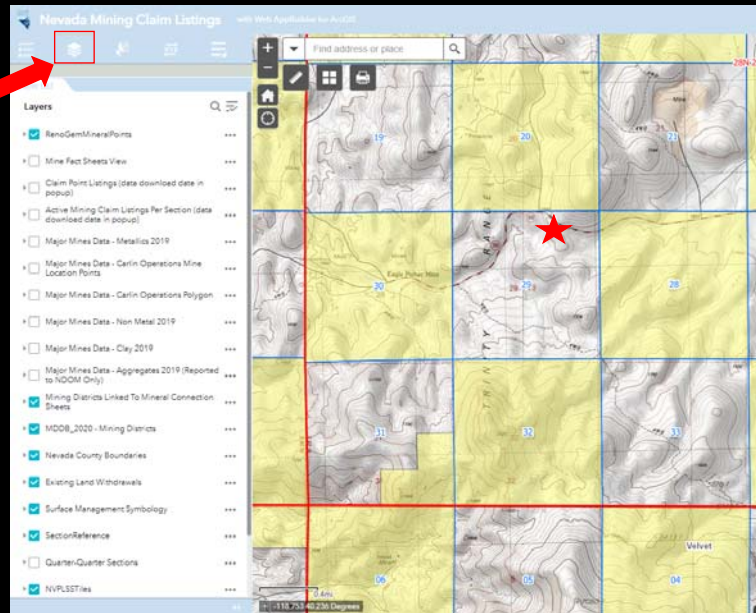 Nevada Mining Claim Listings with Web AppBuilder for ArcGIS
Find address or place
Layers
RenoGemMineralPoints
Mine Fact Sheets View
Claim Point Listings (data download date in
popup)
Active Mining Claim Listings Per Section (data
download date in popup)
Major Mines Data - Metallics 2019
Major Mines Data - Carlin Operations Mine
Location Points
Major Mines Data - Carlin Operations Polygon
Major Mines Data - Non Metal 2019
Major Mines Data - Clay 2019
Major Mines Data - Aggregates 2019 (Reported
to NDOM Only)
Mining Districts Linked To Mineral Connection
Sheets
MDDB_2020 - Mining Districts
Nevada County Boundaries
Existing Land Withdrawals
Surface Management Symbology
SectionReference
Quarter-Quarter Sections
NVPLSSTiles
19
20
21
Mine
30
Eagle Picher Mine
29
28
TRINITY RANGE
31
32
33
06
05
04
Velvet
0.4mi
-118.753 40.236 Degrees